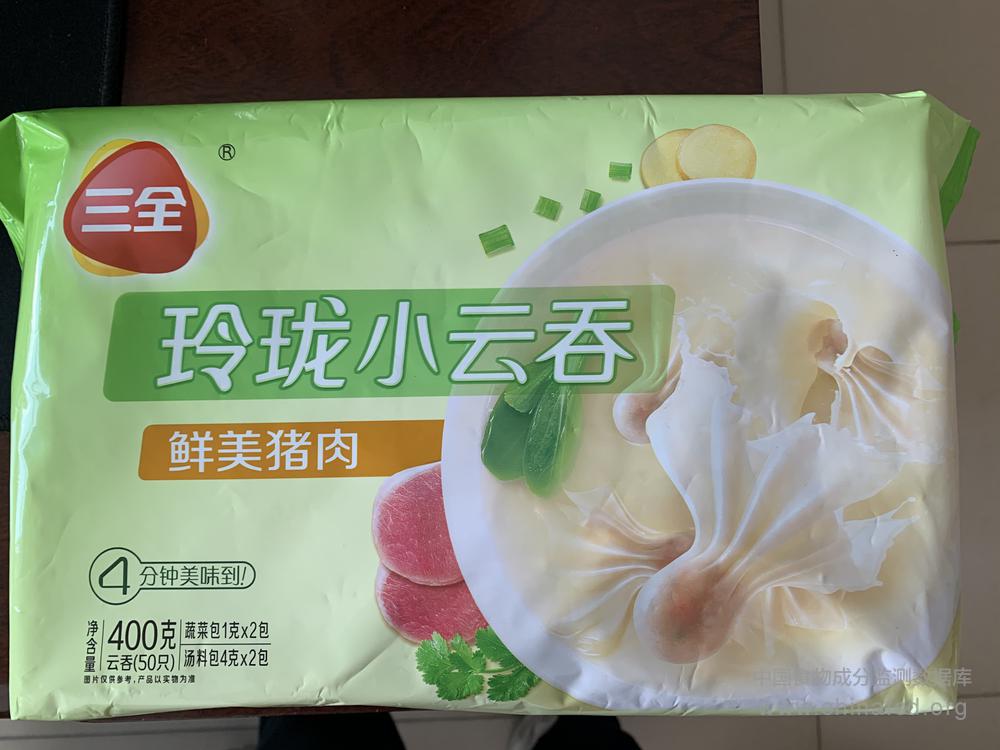 三全
®
玲珑小云吞
鲜美猪肉
4分钟美味到!
净含量
400克
云吞(50只)
蔬菜包1克x2包
汤料包4克x2包
图片仅供参考,产品以实物为准
中国食物成分监测数据库